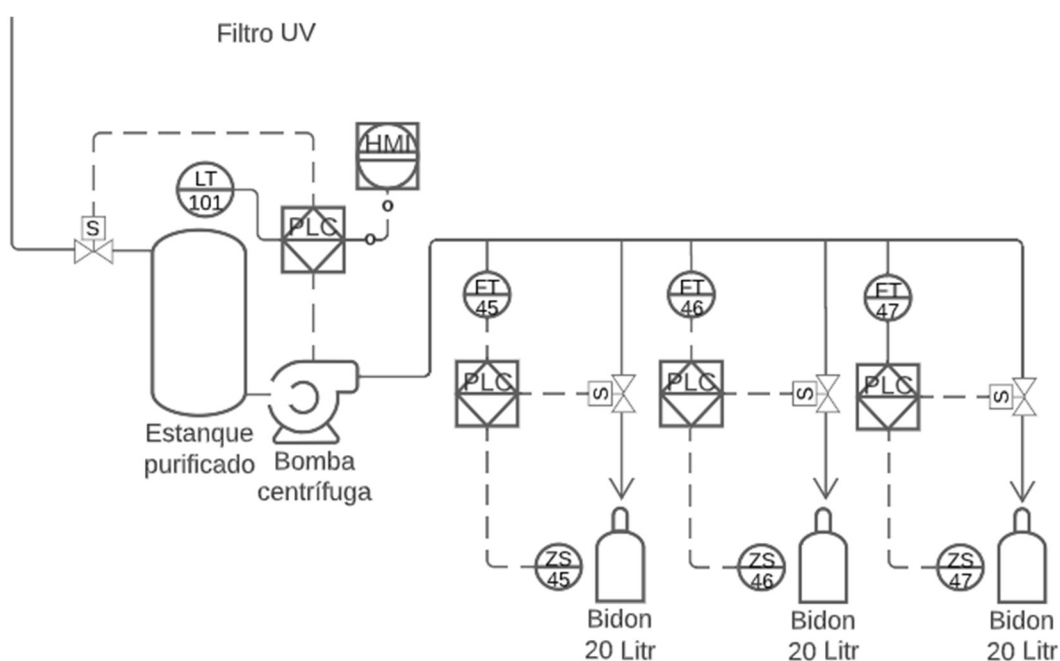 Filtro UV
HMI
LT
101
PLC
S
FT
45
FT
46
FT
47
PLC
PLC
PLC
S
S
S
Estanque
purificado
Bomba
centrífuga
ZS
45
ZS
46
ZS
47
Bidon
20 Litr
Bidon
20 Litr
Bidon
20 Litr